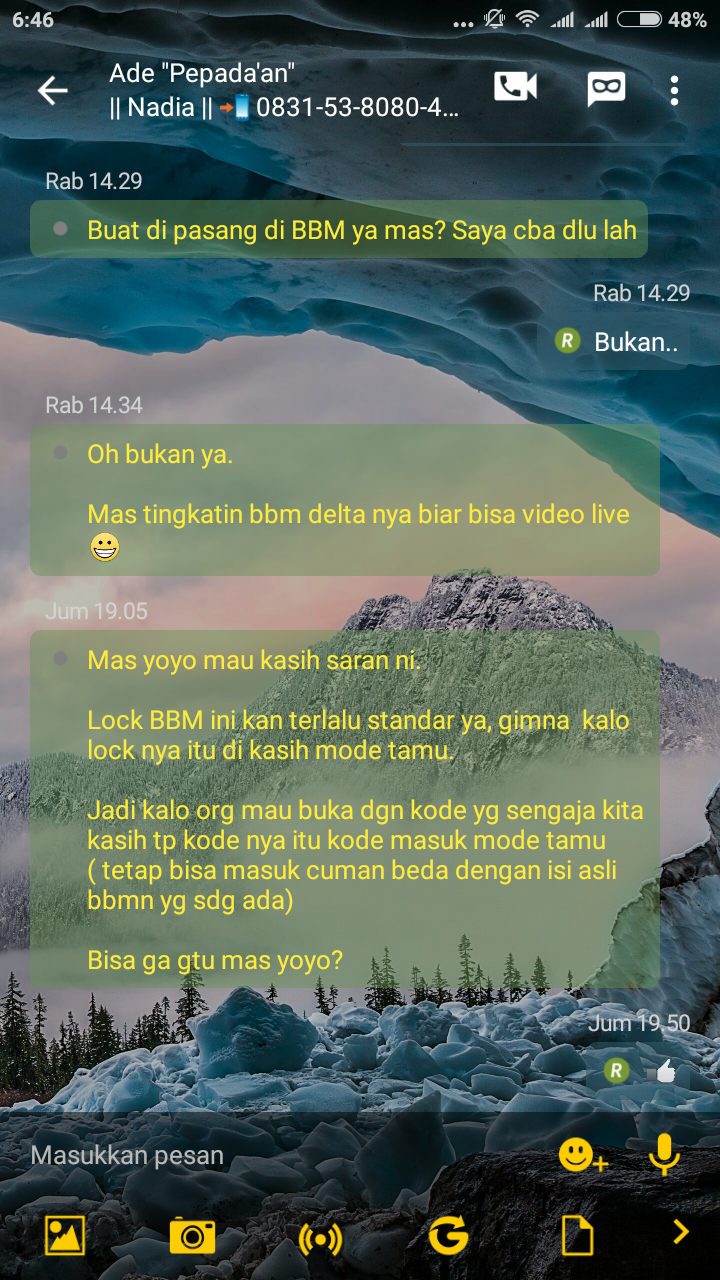 6:46
48%
Ade "Pepada'an"
|| Nadia || 0831-53-8080-4...
Rab 14.29
Buat di pasang di BBM ya mas? Saya cba dlu lah
Rab 14.29
R Bukan..
Rab 14.34
Oh bukan ya.
Mas tingkatin bbm delta nya biar bisa video live
Jum 19.05
Mas yoyo mau kasih saran ni.
Lock BBM ini kan terlalu standar ya, gimna kalo
lock nya itu di kasih mode tamu.
Jadi kalo org mau buka dgn kode yg sengaja kita
kasih tp kode nya itu kode masuk mode tamu
( tetap bisa masuk cuman beda dengan isi asli
bbmn yg sdg ada)
Bisa ga gtu mas yoyo?
Jum 19.50
R
Masukkan pesan